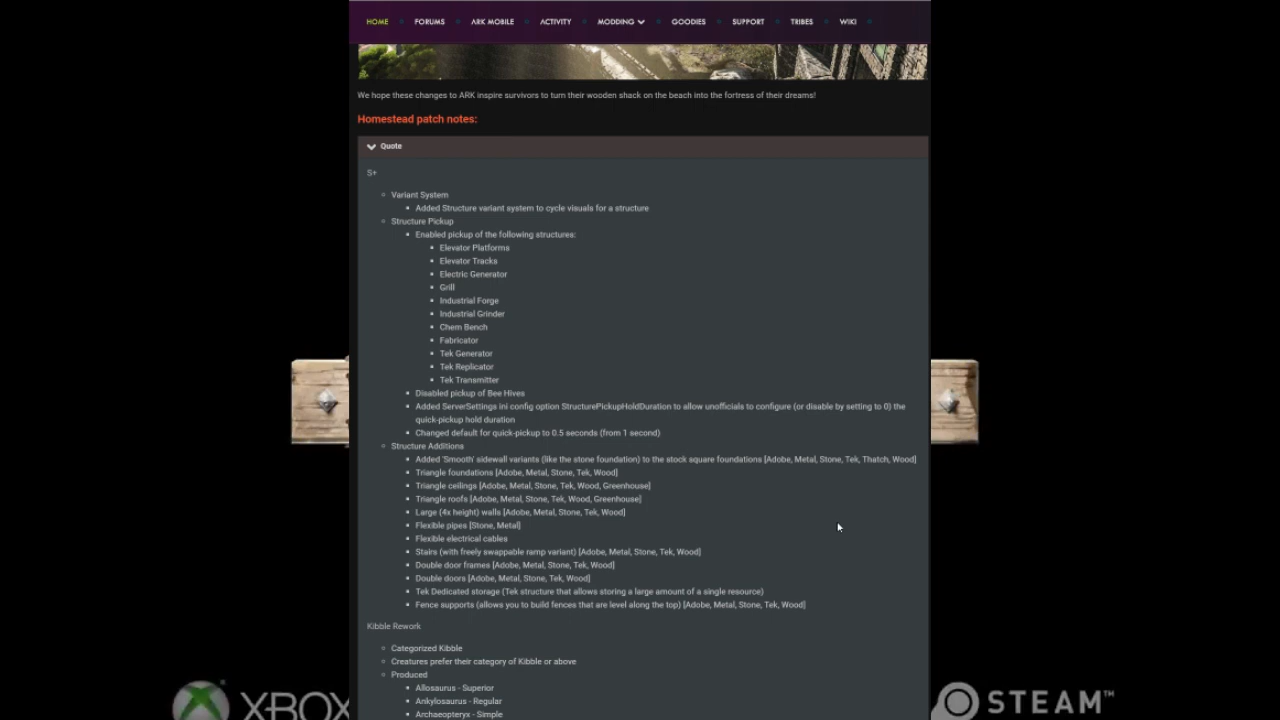 HOME FORUMS ARK MOBILE ACTIVITY MODDING GOODIES SUPPORT TRIBES WIKI
We hope these changes to ARK inspire survivors to turn their wooden shack on the beach into the fortress of their dreams!
Homestead patch notes:
Quote
S+
Variant System
Added Structure variant system to cycle visuals for a structure
Structure Pickup
Enabled pickup of the following structures:
Elevator Platforms
Elevator Tracks
Electric Generator
Grill
Industrial Forge
Industrial Grinder
Chem Bench
Fabricator
Tek Generator
Tek Replicator
Tek Transmitter
Disabled pickup of Bee Hives
Added ServerSettings ini config option StructurePickupHoldDuration to allow unofficials to configure (or disable by setting to 0) the
quick-pickup hold duration
Changed default for quick-pickup to 0.5 seconds (from 1 second)
Structure Additions
Added 'Smooth' sidewall variants (like the stone foundation) to the stock square foundations [Adobe, Metal, Stone, Tek, Thatch, Wood]
Triangle foundations [Adobe, Metal, Stone, Tek, Wood]
Triangle ceilings [Adobe, Metal, Stone, Tek, Wood, Greenhouse]
Triangle roofs [Adobe, Metal, Stone, Tek, Wood, Greenhouse]
Large (4x height) walls [Adobe, Metal, Stone, Tek, Wood]
Flexible pipes [Stone, Metal]
Flexible electrical cables
Stairs (with freely swappable ramp variant) [Adobe, Metal, Stone, Tek, Wood]
Double door frames [Adobe, Metal, Stone, Tek, Wood]
Double doors [Adobe, Metal, Stone, Tek, Wood]
Tek Dedicated storage (Tek structure that allows storing a large amount of a single resource)
Fence supports (allows you to build fences that are level along the top) [Adobe, Metal, Stone, Tek, Wood]
Kibble Rework
Categorized Kibble
Creatures prefer their category of Kibble or above
Produced
Allosaurus - Superior
Ankylosaurus - Regular
Archaeopteryx - Simple
XBOX
STEAM™